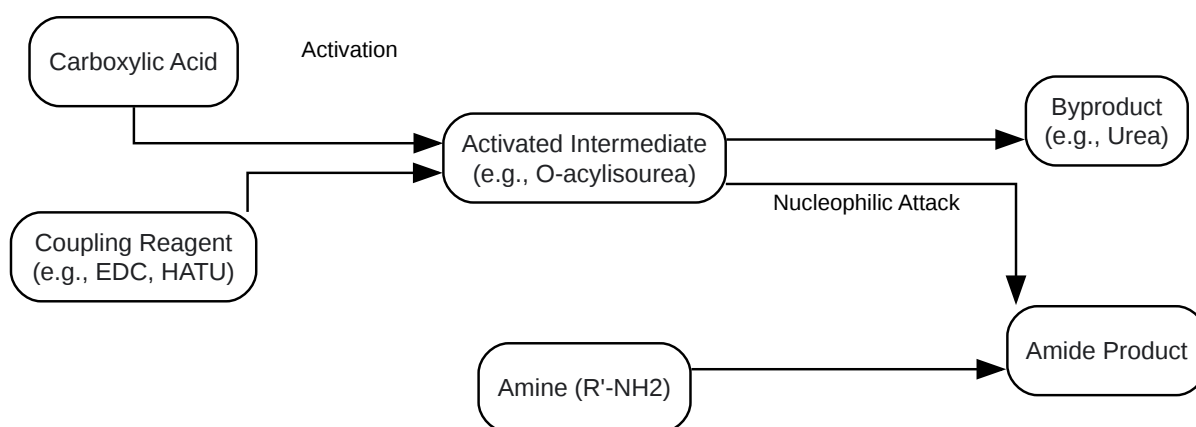 Carboxylic Acid
Activation
Activated Intermediate
(e.g., O-acylisourea)
Byproduct
(e.g., Urea)
Nucleophilic Attack
Coupling Reagent
(e.g., EDC, HATU)
Amide Product
Amine (R'-NH2)